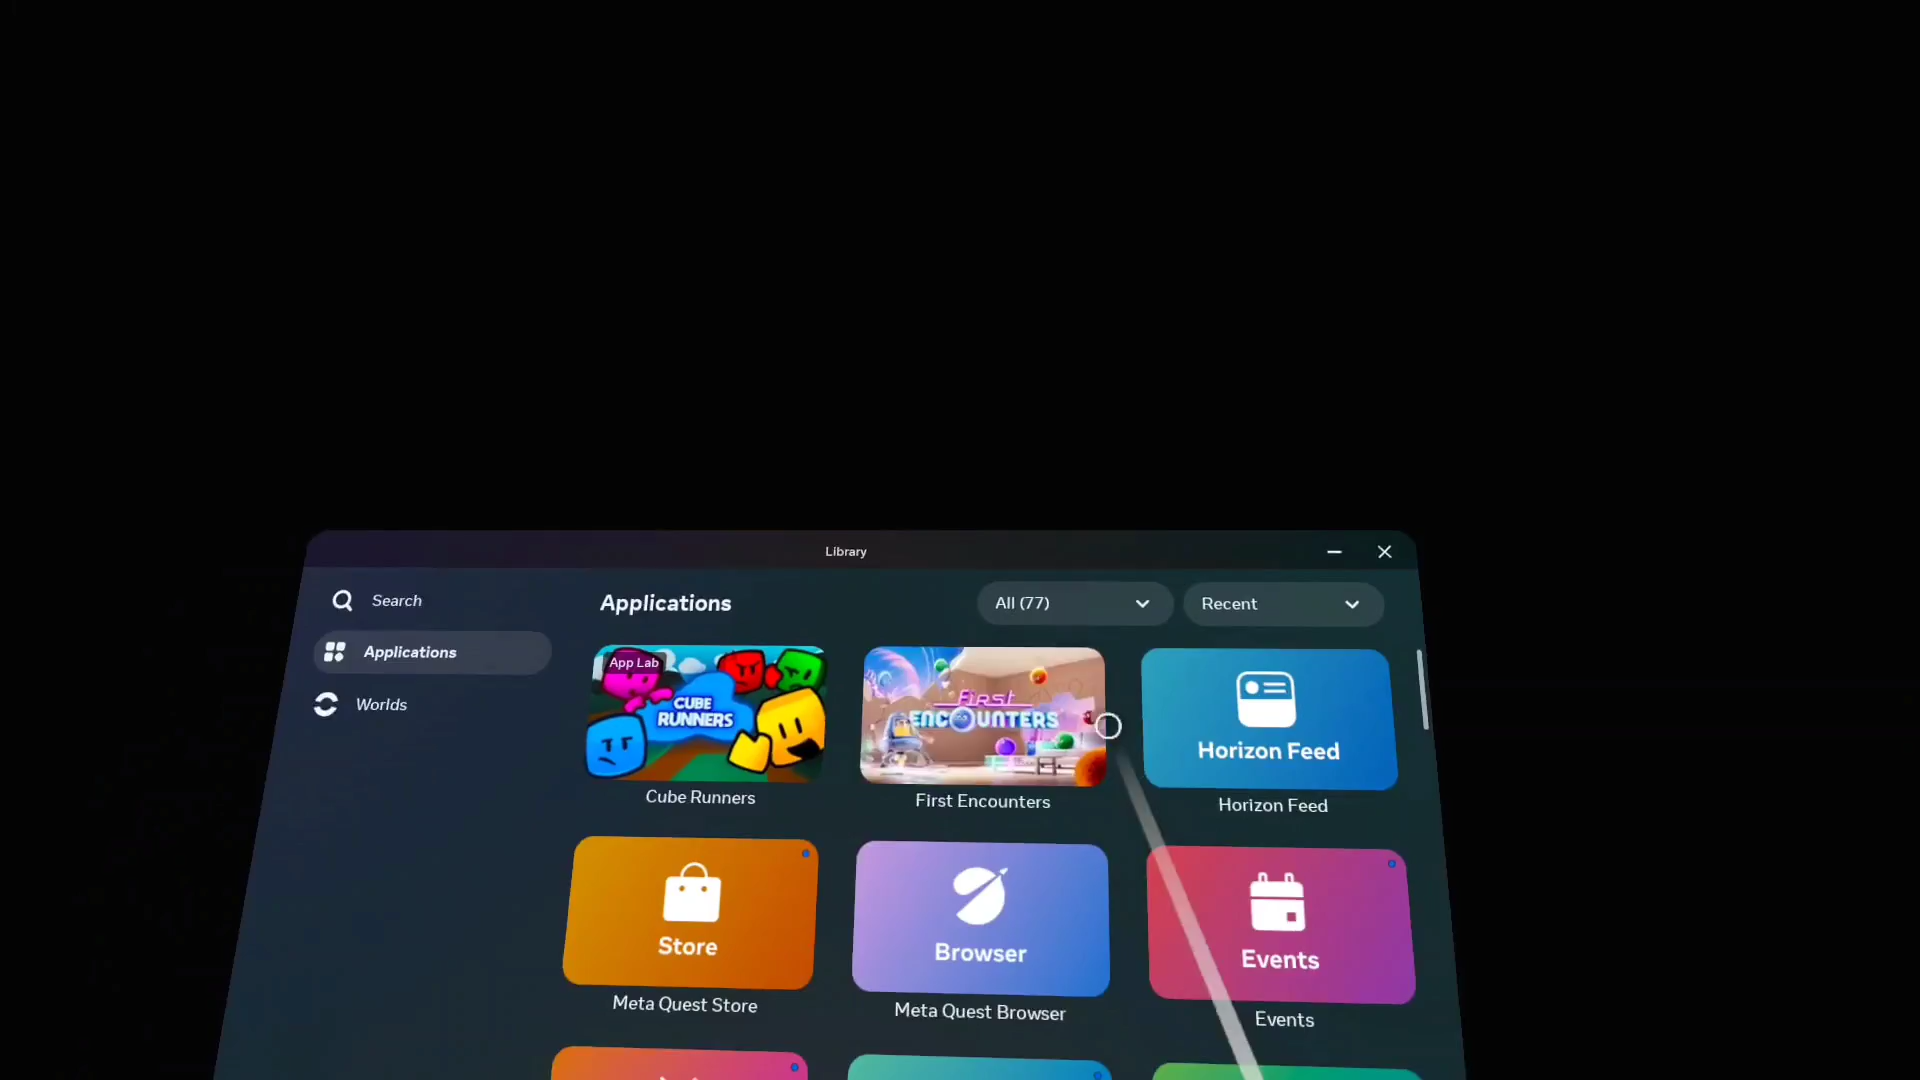 Library
Search
Applications
Worlds
Applications
All (77)
Recent
App Lab
CUBE
RUNNERS
Cube Runners
First
ENCOUNTERS
First Encounters
Horizon Feed
Horizon Feed
Store
Meta Quest Store
Browser
Meta Quest Browser
Events
Events